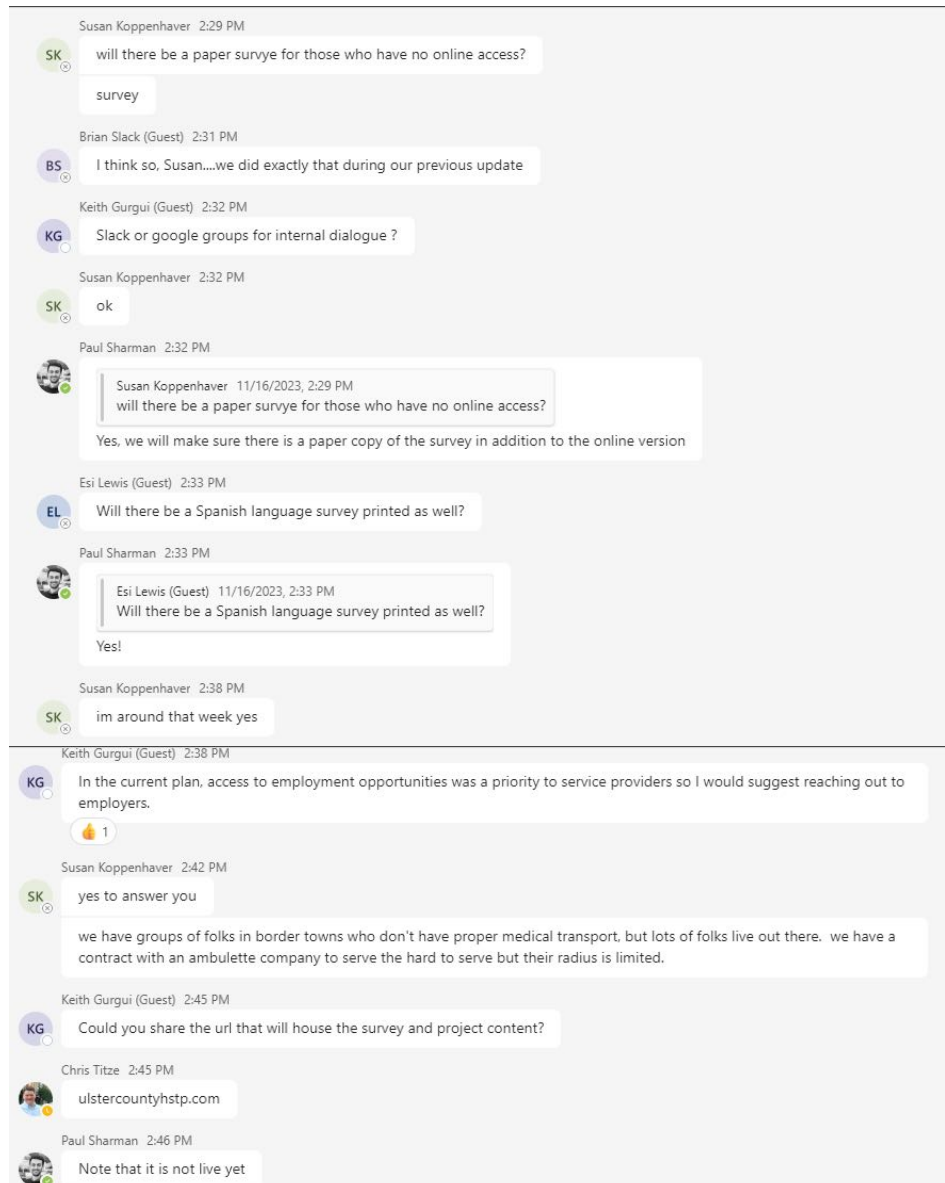 Susan Koppenhaver 2:29 PM
SK
will there be a paper survye for those who have no online access?
survey
Brian Slack (Guest) 2:31 PM
BS
I think so, Susan....we did exactly that during our previous update
Keith Gurgui (Guest) 2:32 PM
KG
Slack or google groups for internal dialogue ?
Susan Koppenhaver 2:32 PM
SK
ok
Paul Sharman 2:32 PM
Susan Koppenhaver 11/16/2023, 2:29 PM
will there be a paper survye for those who have no online access?
Yes, we will make sure there is a paper copy of the survey in addition to the online version
Esi Lewis (Guest) 2:33 PM
EL
Will there be a Spanish language survey printed as well?
Paul Sharman 2:33 PM
Esi Lewis (Guest) 11/16/2023, 2:33 PM
Will there be a Spanish language survey printed as well?
Yes!
Susan Koppenhaver 2:38 PM
SK
im around that week yes
Keith Gurgui (Guest) 2:38 PM
KG
In the current plan, access to employment opportunities was a priority to service providers so I would suggest reaching out to
employers.
👍 1
Susan Koppenhaver 2:42 PM
SK
yes to answer you
we have groups of folks in border towns who don't have proper medical transport, but lots of folks live out there. we have a
contract with an ambulette company to serve the hard to serve but their radius is limited.
Keith Gurgui (Guest) 2:45 PM
KG
Could you share the url that will house the survey and project content?
Chris Titze 2:45 PM
ulstercountyhstp.com
Paul Sharman 2:46 PM
Note that it is not live yet